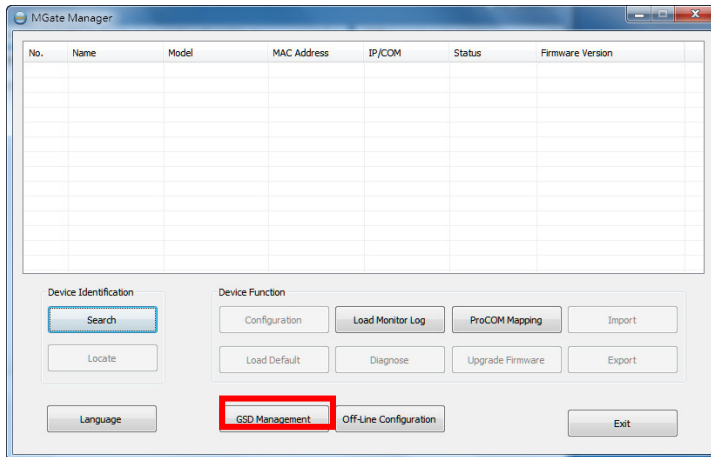 MGate Manager
No. Name Model MAC Address IP/COM Status Firmware Version
Device Identification Device Function
Search Configuration Load Monitor Log ProCOM Mapping Import
Locate Load Default Diagnose Upgrade Firmware Export
Language GSD Management Off-Line Configuration Exit